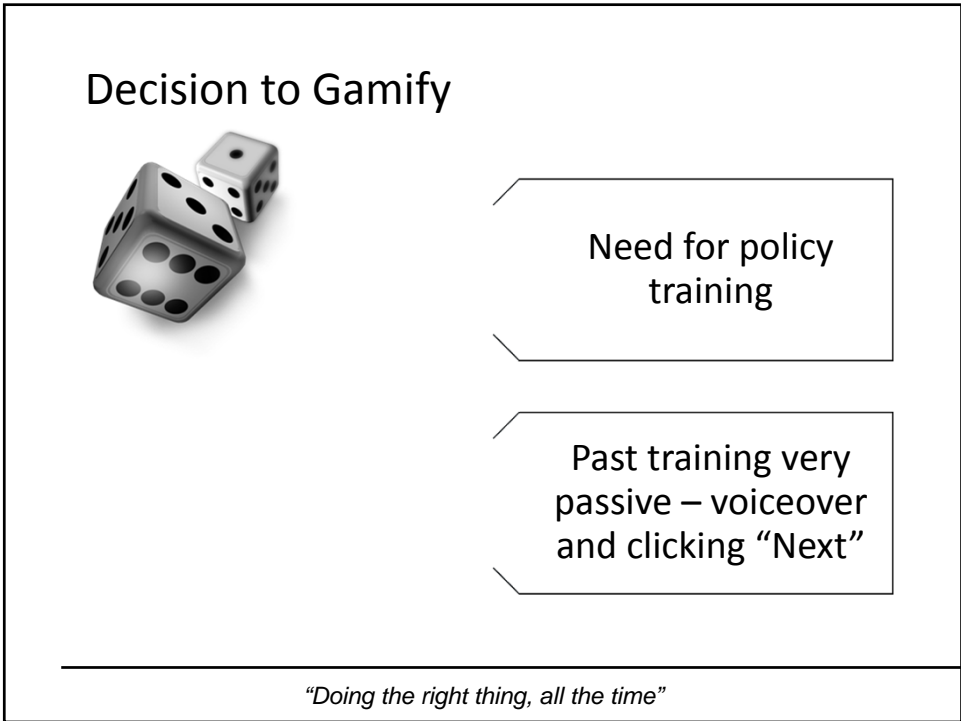 Decision to Gamify
Need for policy
training
Past training very
passive – voiceover
and clicking “Next”
“Doing the right thing, all the time”